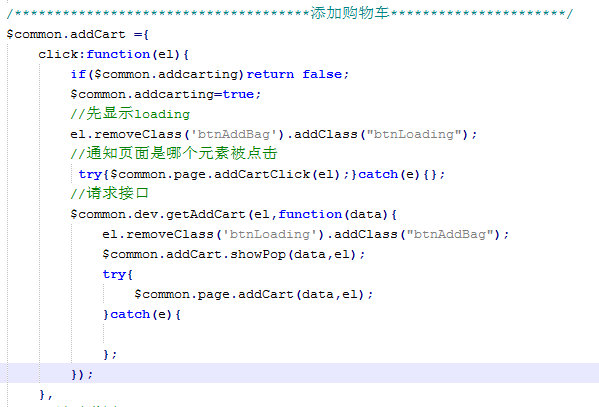 /*************************************添加购物车**********************/
$common.addCart ={
click:function(el){
if($common.addcarting)return false;
$common.addcarting=true;
//先显示loading
el.removeClass('btnAddBag').addClass("btnLoading");
//通知页面是哪个元素被点击
try{$common.page.addCartClick(el);}catch(e){};
//请求接口
$common.dev.getAddCart(el,function(data){
el.removeClass('btnLoading').addClass("btnAddBag");
$common.addCart.showPop(data,el);
try{
$common.page.addCart(data,el);
}catch(e){
};
});
},